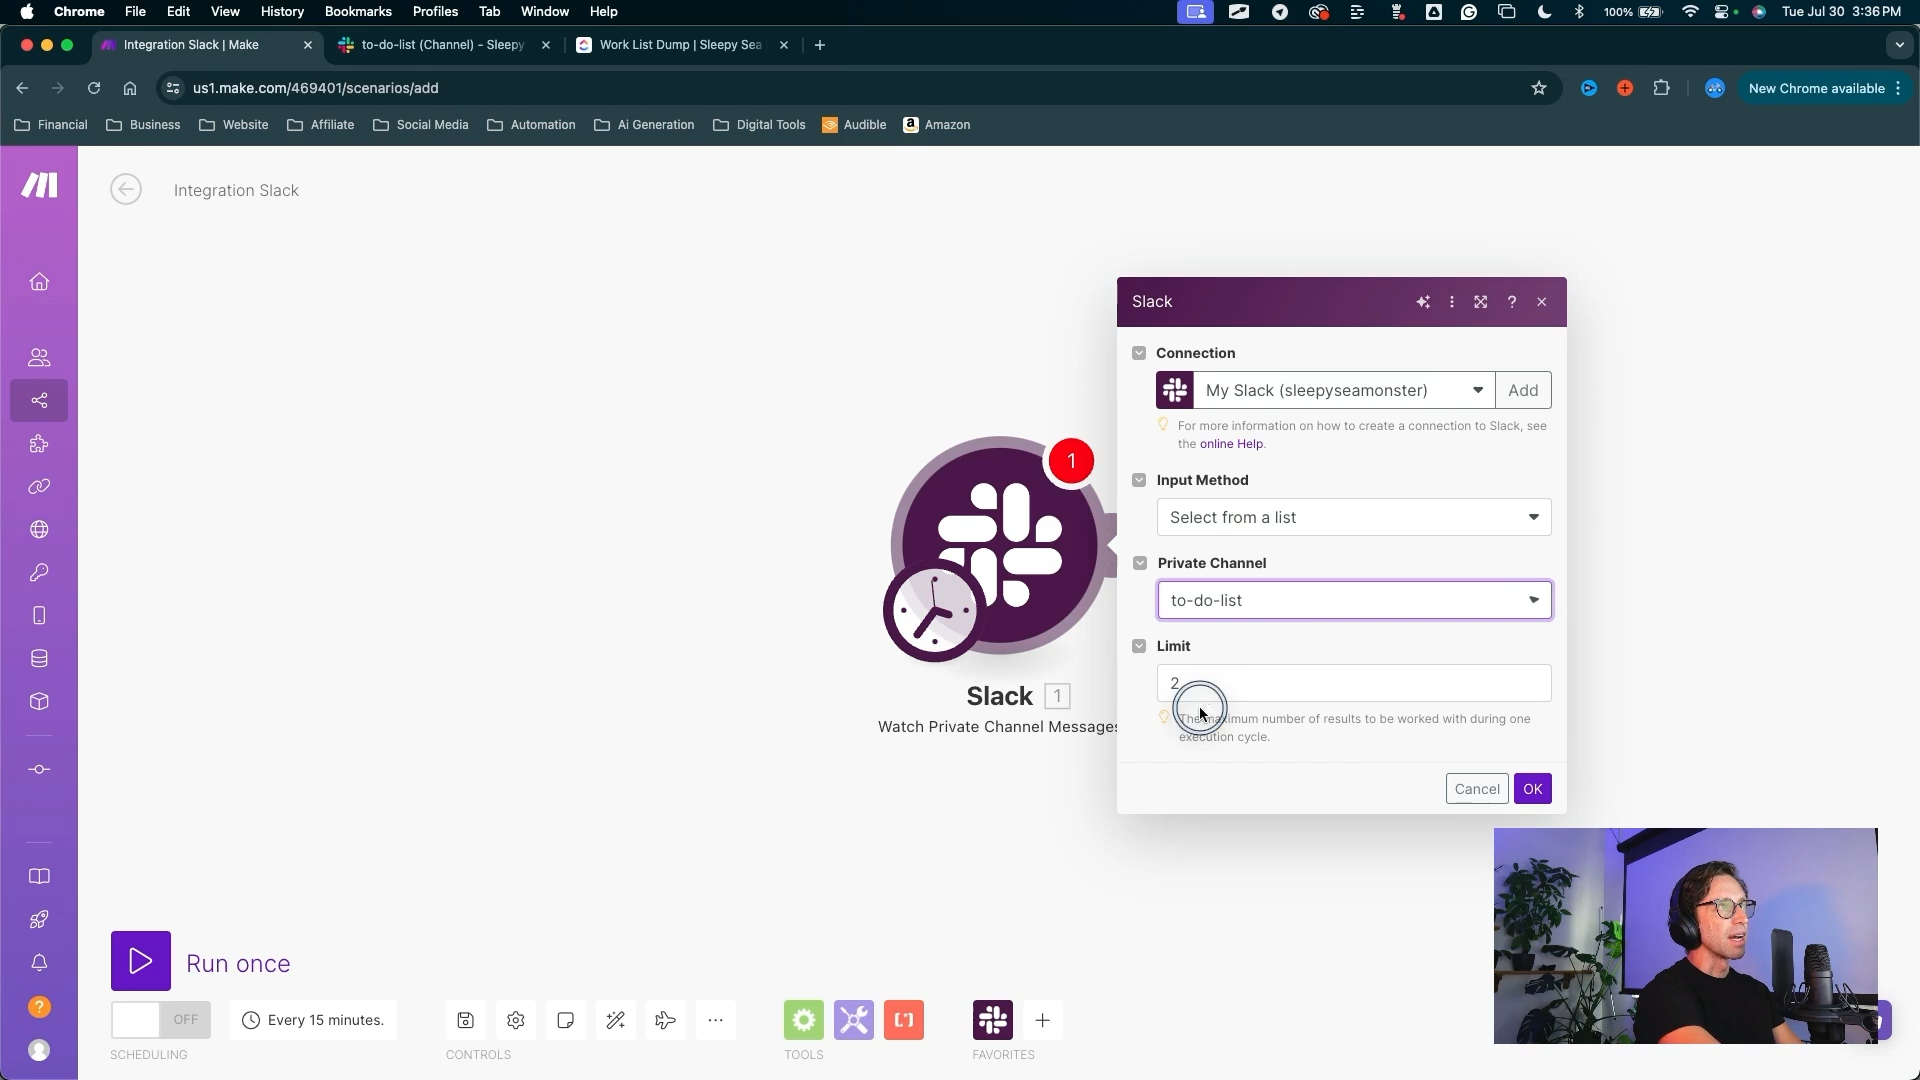 Chrome File Edit View History Bookmarks Profiles Tab Window Help 100% Tue Jul 30 3:36 PM
Integration Slack | Make to-do-list (Channel) - Sleepy Work List Dump | Sleepy Sea
us1.make.com/469401/scenarios/add New Chrome available
Financial Business Website Affiliate Social Media Automation Ai Generation Digital Tools Audible Amazon
Integration Slack
Slack
Connection
My Slack (sleepyseamonster) Add
For more information on how to create a connection to Slack, see
the online Help.
Input Method
Select from a list
Private Channel
to-do-list
Limit
2
The maximum number of results to be worked with during one
execution cycle.
Cancel OK
1
Slack 1
Watch Private Channel Messages
Run once
OFF Every 15 minutes.
SCHEDULING CONTROLS TOOLS FAVORITES